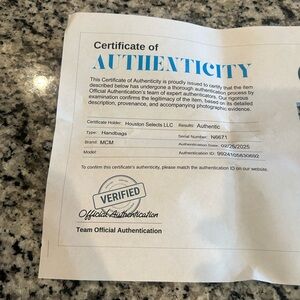 Certificate of
AUTHENTICITY
This Certificate of Authenticity is proudly issued to certify that the item
described below has undergone a thorough authentication process by
Official Authentication's team of expert authenticators. Our rigorous
examination confirms the legitimacy of the item, based on its detailed
description, provenance, and accompanying photographic evidence.
Certificate Holder: Houston Selects LLC Results: Authentic
Type: Handbags Serial Number: N6671
Brand: MCM Authentication Date: 02/25/2025
Model: Authentication ID: 9924105830692
To confirm this certificate's authenticity, please match the authentication ID on our website.
VERIFIED
Official Authentication
Team Official Authentication